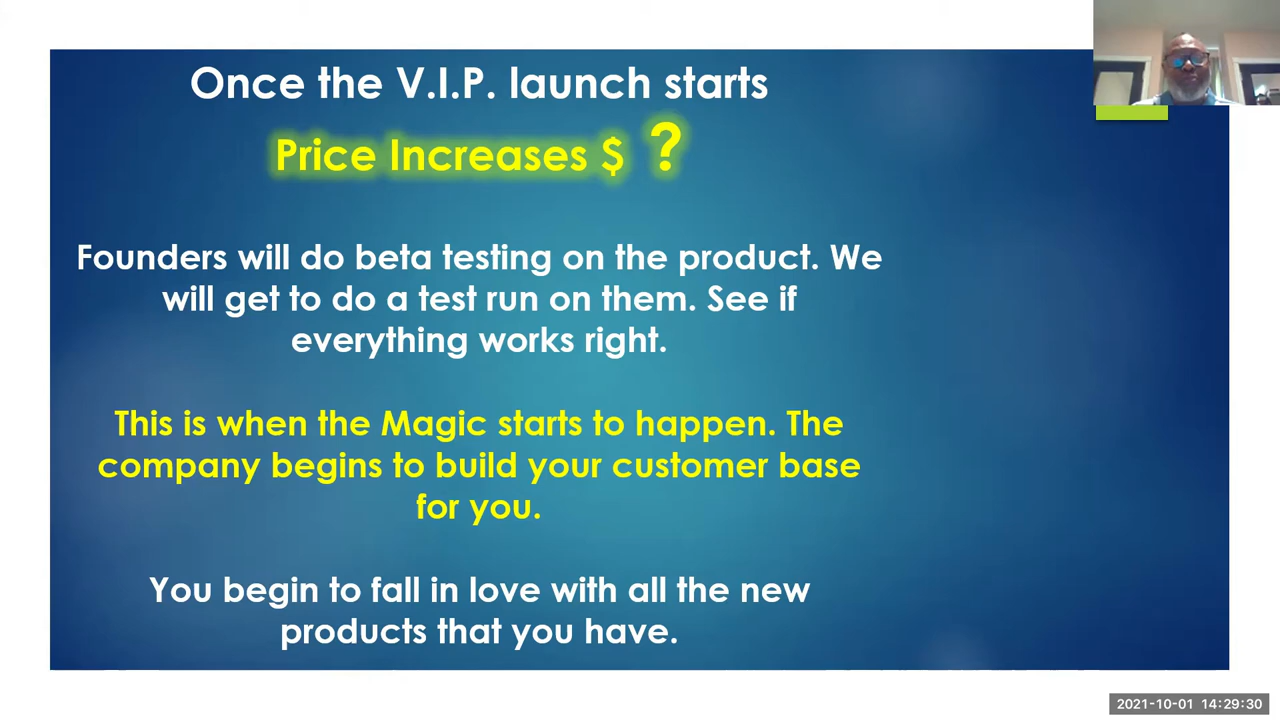 Once the V.I.P. launch starts
Price Increases $ ?
Founders will do beta testing on the product. We
will get to do a test run on them. See if
everything works right.
This is when the Magic starts to happen. The
company begins to build your customer base
for you.
You begin to fall in love with all the new
products that you have.
2021-10-01 14:29:30